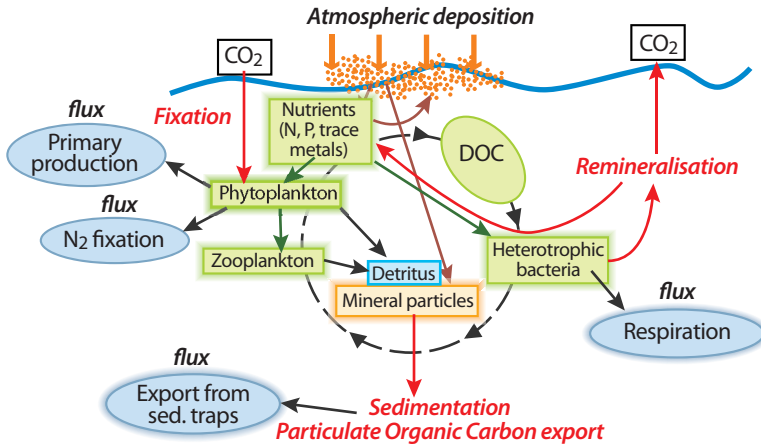 Atmospheric deposition
CO2
CO2
flux
Fixation
Nutrients
(N, P, trace
metals)
Primary
production
DOC
Remineralisation
flux
Phytoplankton
N2 fixation
Zooplankton
Heterotrophic
bacteria
Detritus
Mineral particles
flux
Respiration
flux
Export from
sed. traps
Sedimentation
Particulate Organic Carbon export